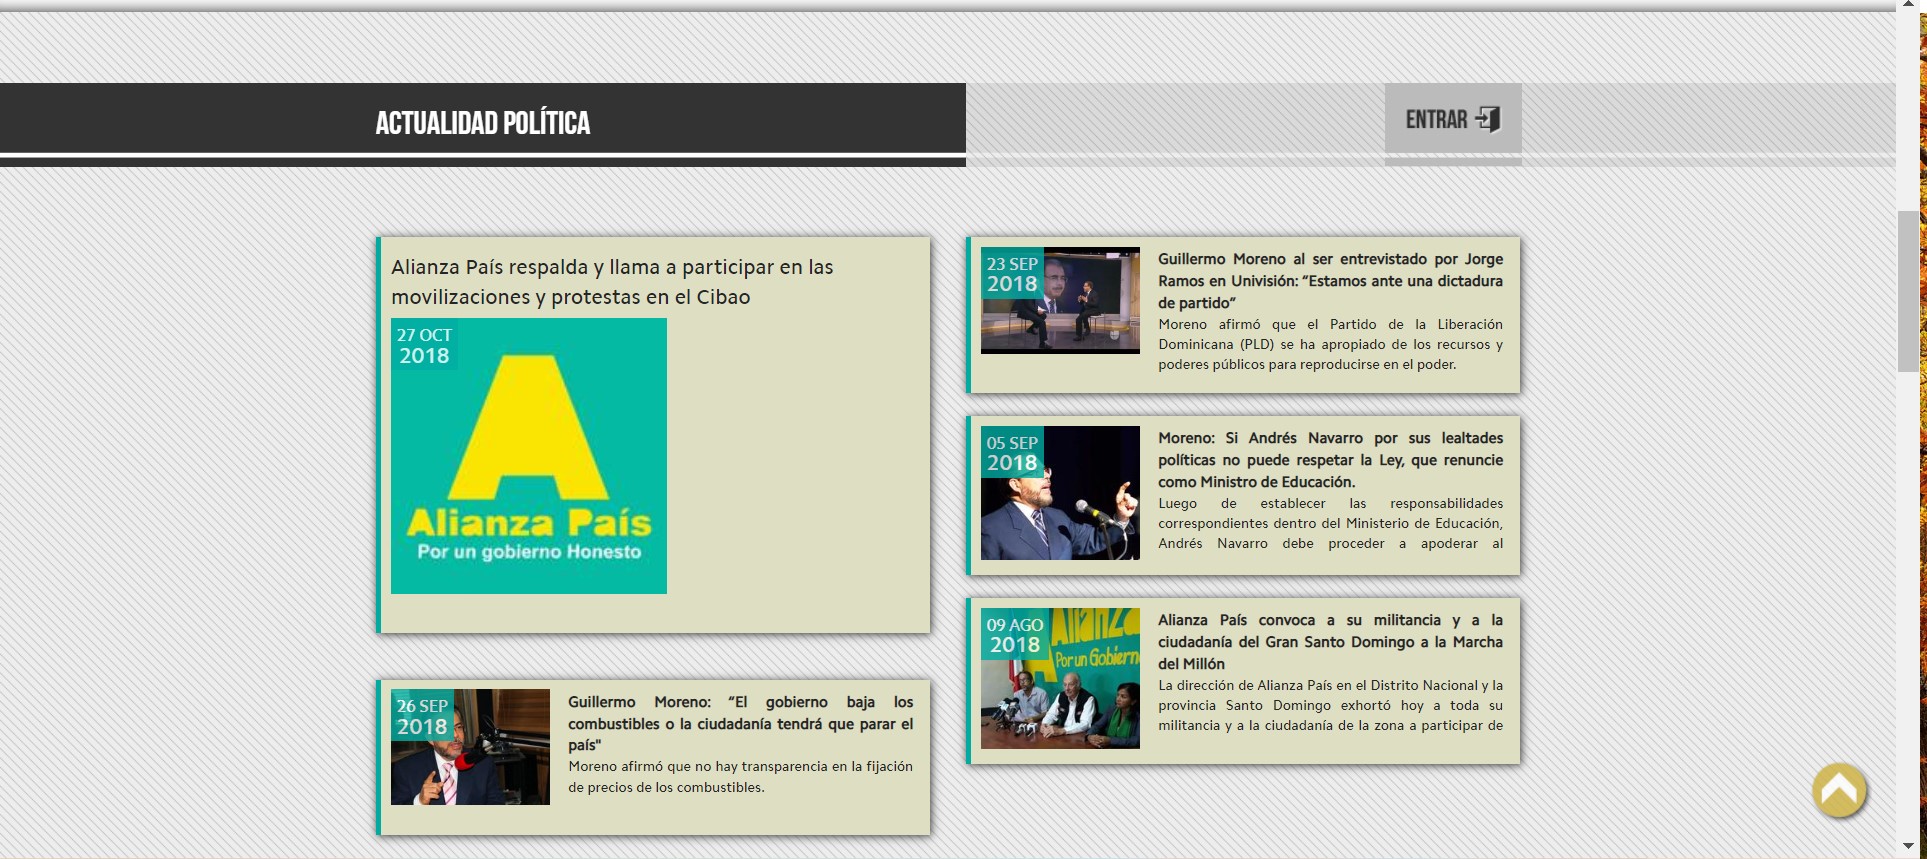 ACTUALIDAD POLÍTICA
ENTRAR
Alianza País respalda y llama a participar en las
movilizaciones y protestas en el Cibao
27 OCT
2018
A
Alianza País
Por un gobierno Honesto
26 SEP
2018
Guillermo Moreno: “El gobierno baja los
combustibles o la ciudadanía tendrá que parar el
país"
Moreno afirmó que no hay transparencia en la fijación
de precios de los combustibles.
23 SEP
2018
Guillermo Moreno al ser entrevistado por Jorge
Ramos en Univisión: “Estamos ante una dictadura
de partido”
Moreno afirmó que el Partido de la Liberación
Dominicana (PLD) se ha apropiado de los recursos y
poderes públicos para reproducirse en el poder.
05 SEP
2018
Moreno: Si Andrés Navarro por sus lealtades
políticas no puede respetar la Ley, que renuncie
como Ministro de Educación.
Luego de establecer las responsabilidades
correspondientes dentro del Ministerio de Educación,
Andrés Navarro debe proceder a apoderar al
09 AGO
2018
Alianza
Por un Gobiern
Alianza País convoca a su militancia y a la
ciudadanía del Gran Santo Domingo a la Marcha
del Millón
La dirección de Alianza País en el Distrito Nacional y la
provincia Santo Domingo exhortó hoy a toda su
militancia y a la ciudadanía de la zona a participar de